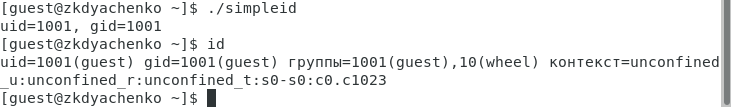 [guest@zkdyachenko ~]$ ./simpleid
uid=1001, gid=1001
[guest@zkdyachenko ~]$ id
uid=1001(guest) gid=1001(guest) группы=1001(guest),10(wheel) контекст=unconfined
_u:unconfined_r:unconfined_t:s0-s0:c0.c1023
[guest@zkdyachenko ~]$